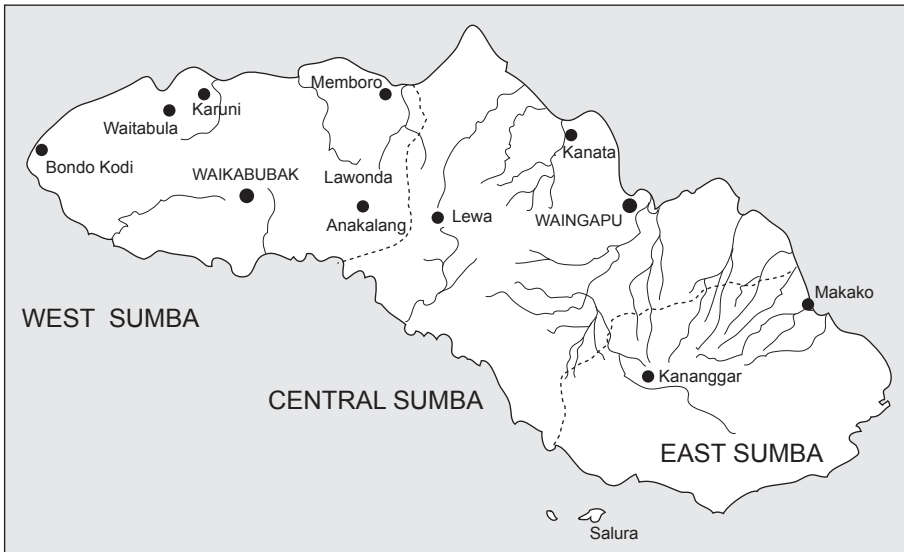 Memboro
Karuni
Waitabula
Kanata
Bondo Kodi
WAIKABUBAK
Lawonda
Anakalang
Lewa
WAINGAPU
Makako
WEST SUMBA
Kananggar
CENTRAL SUMBA
EAST SUMBA
Salura